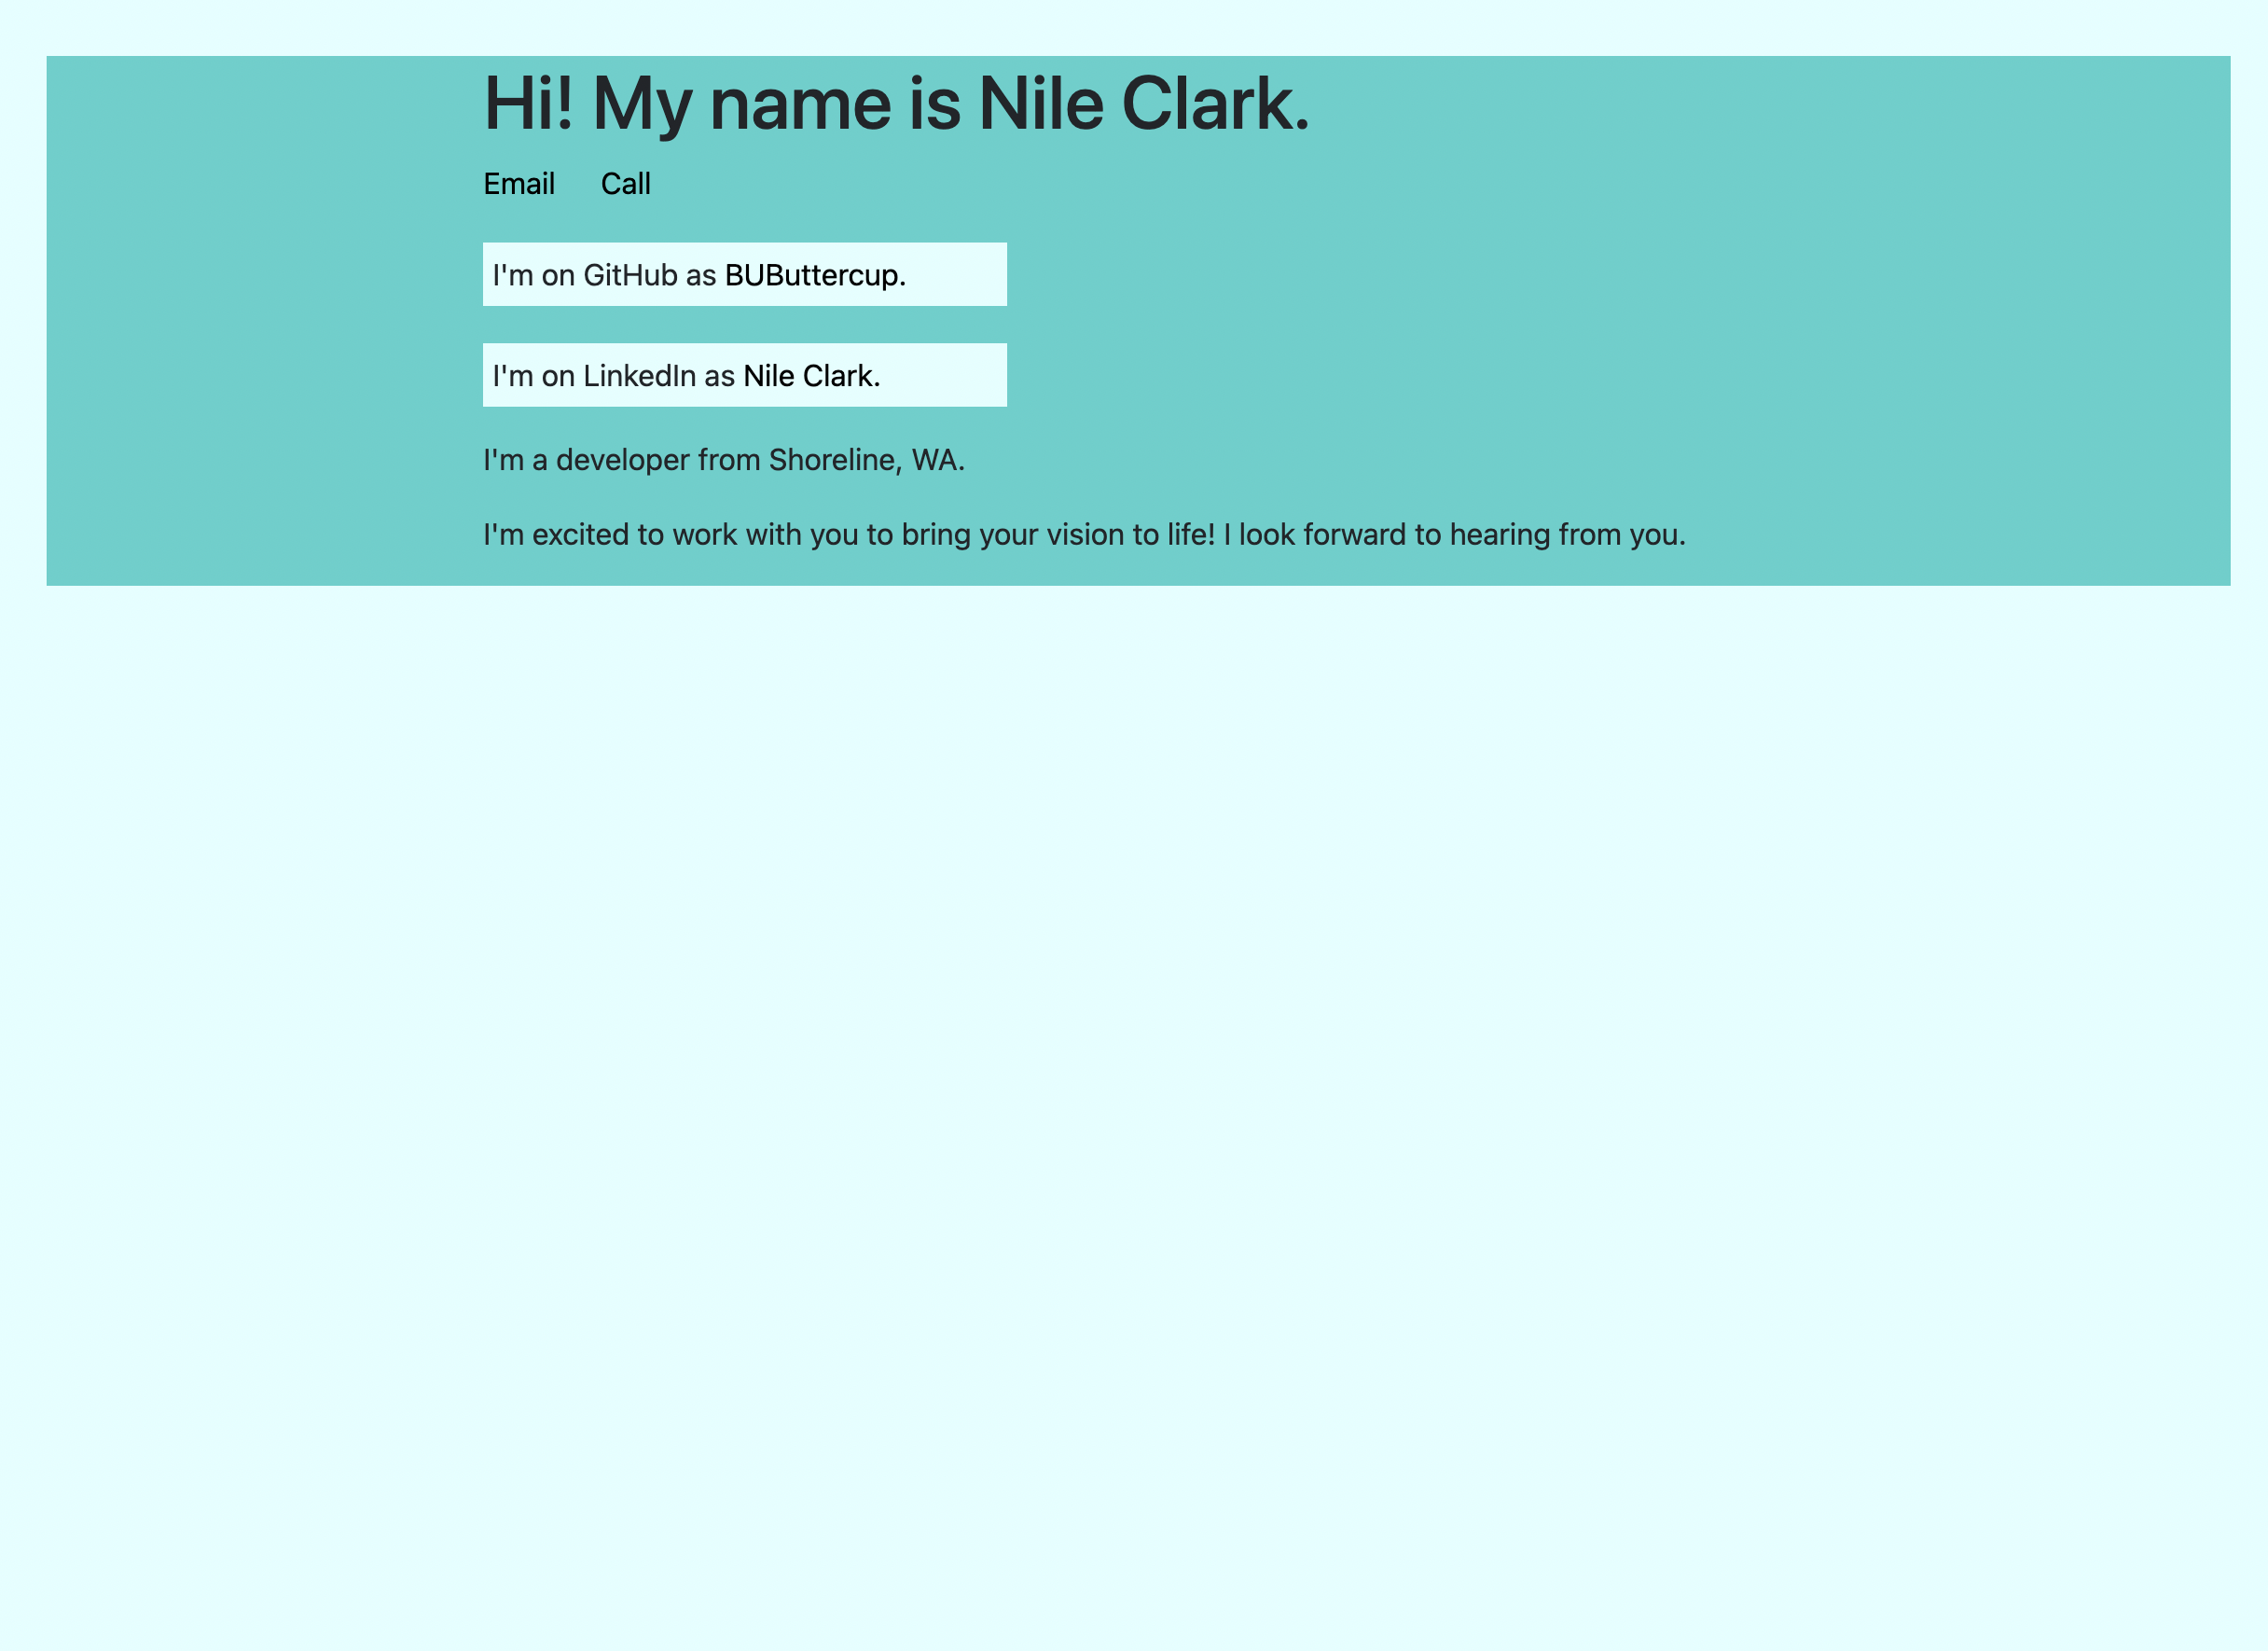 Hi! My name is Nile Clark.
Email Call
I'm on GitHub as BUButtercup.
I'm on LinkedIn as Nile Clark.
I'm a developer from Shoreline, WA.
I'm excited to work with you to bring your vision to life! I look forward to hearing from you.